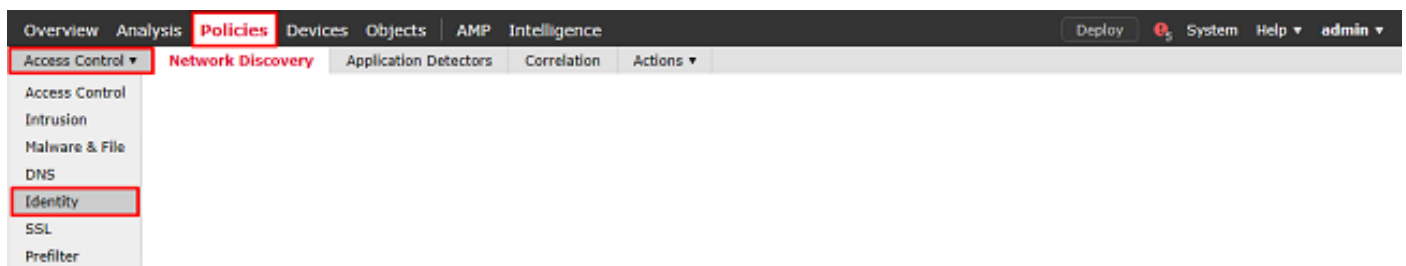 Overview Analysis Policies Devices Objects AMP Intelligence Deploy 5 System Help ▾ admin ▾
Access Control ▾ Network Discovery Application Detectors Correlation Actions ▾
Access Control
Intrusion
Malware & File
DNS
Identity
SSL
Prefilter